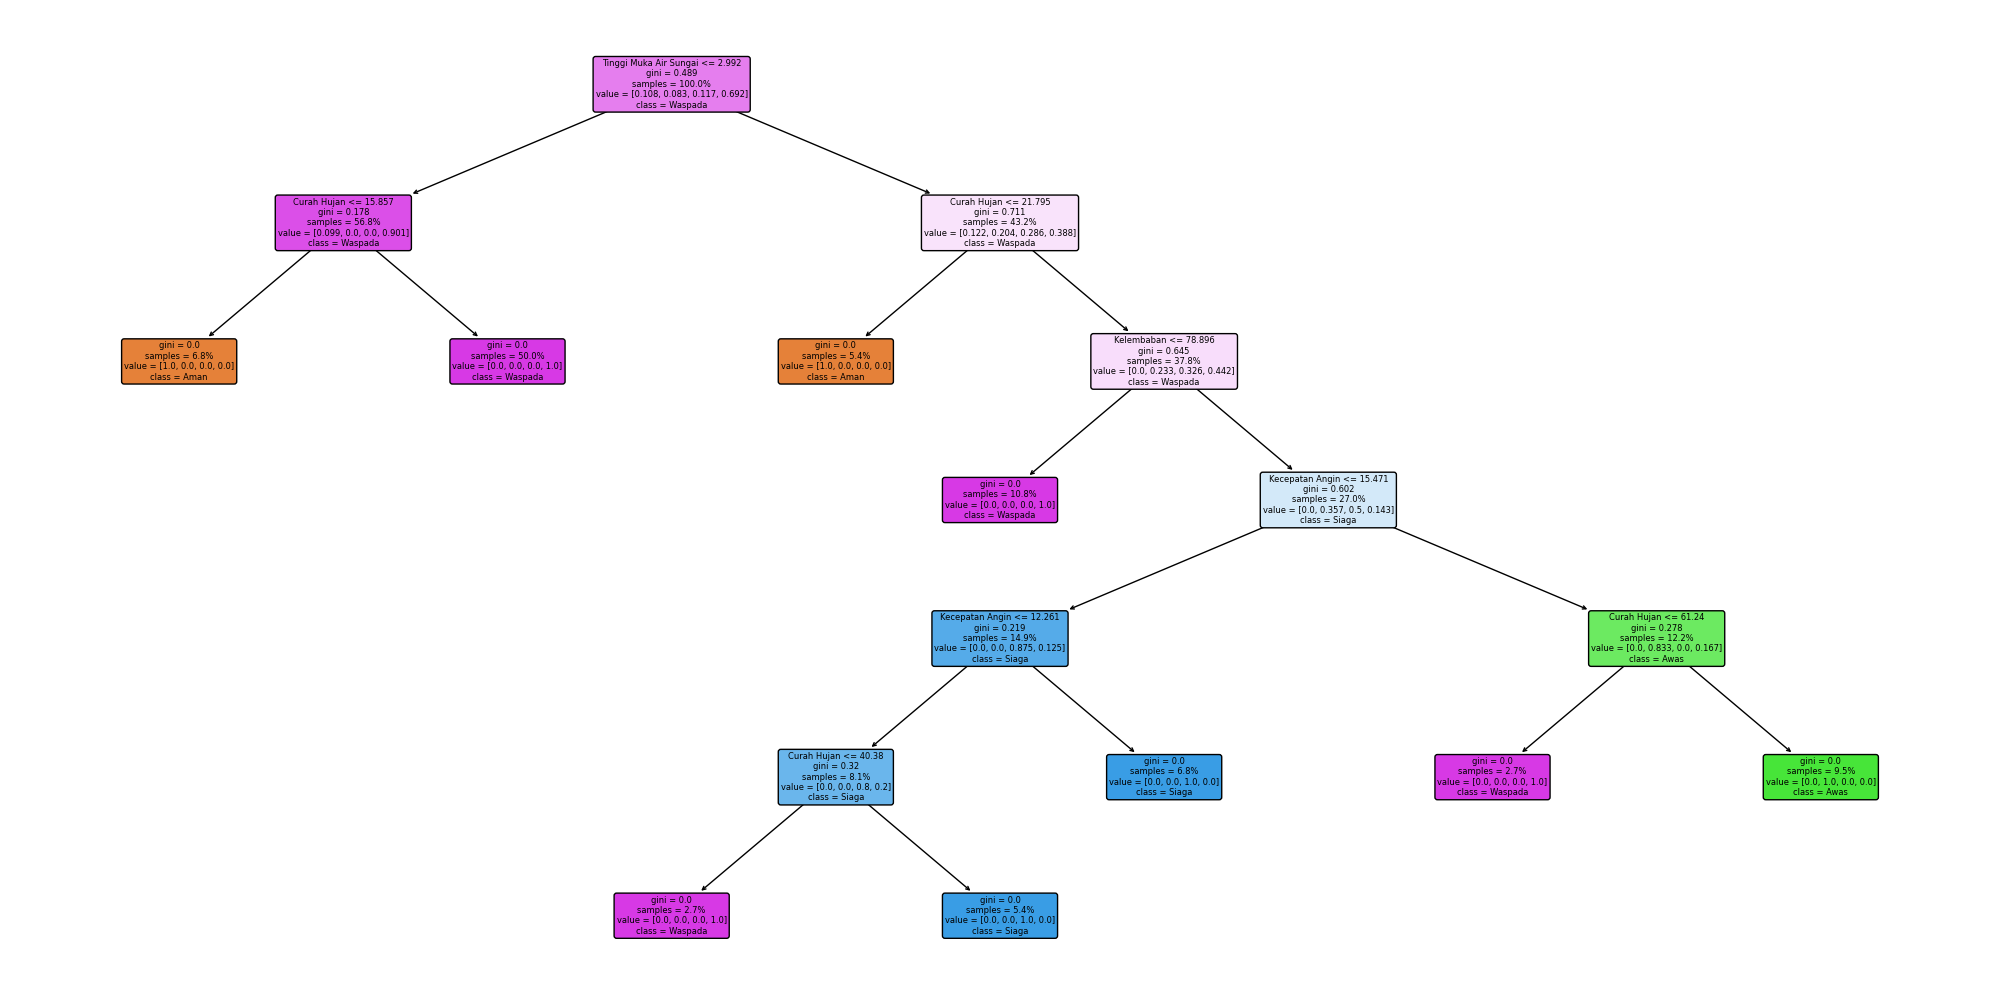 Tinggi Muka Air Sungai <= 2.992
gini = 0.489
samples = 100.0%
value = [0.108, 0.083, 0.117, 0.692]
class = Waspada
Curah Hujan <= 15.857
gini = 0.178
samples = 56.8%
value = [0.099, 0.0, 0.0, 0.901]
class = Waspada
Curah Hujan <= 21.795
gini = 0.711
samples = 43.2%
value = [0.122, 0.204, 0.286, 0.388]
class = Waspada
gini = 0.0
samples = 6.8%
value = [1.0, 0.0, 0.0, 0.0]
class = Aman
gini = 0.0
samples = 50.0%
value = [0.0, 0.0, 0.0, 1.0]
class = Waspada
gini = 0.0
samples = 5.4%
value = [1.0, 0.0, 0.0, 0.0]
class = Aman
Kelembaban <= 78.896
gini = 0.645
samples = 37.8%
value = [0.0, 0.233, 0.326, 0.442]
class = Waspada
gini = 0.0
samples = 10.8%
value = [0.0, 0.0, 0.0, 1.0]
class = Waspada
Kecepatan Angin <= 15.471
gini = 0.602
samples = 27.0%
value = [0.0, 0.357, 0.5, 0.143]
class = Siaga
Kecepatan Angin <= 12.261
gini = 0.219
samples = 14.9%
value = [0.0, 0.0, 0.875, 0.125]
class = Siaga
Curah Hujan <= 61.24
gini = 0.278
samples = 12.2%
value = [0.0, 0.833, 0.0, 0.167]
class = Awas
Curah Hujan <= 40.38
gini = 0.32
samples = 8.1%
value = [0.0, 0.0, 0.8, 0.2]
class = Siaga
gini = 0.0
samples = 6.8%
value = [0.0, 0.0, 1.0, 0.0]
class = Siaga
gini = 0.0
samples = 2.7%
value = [0.0, 0.0, 0.0, 1.0]
class = Waspada
gini = 0.0
samples = 9.5%
value = [0.0, 1.0, 0.0, 0.0]
class = Awas
gini = 0.0
samples = 2.7%
value = [0.0, 0.0, 0.0, 1.0]
class = Waspada
gini = 0.0
samples = 5.4%
value = [0.0, 0.0, 1.0, 0.0]
class = Siaga